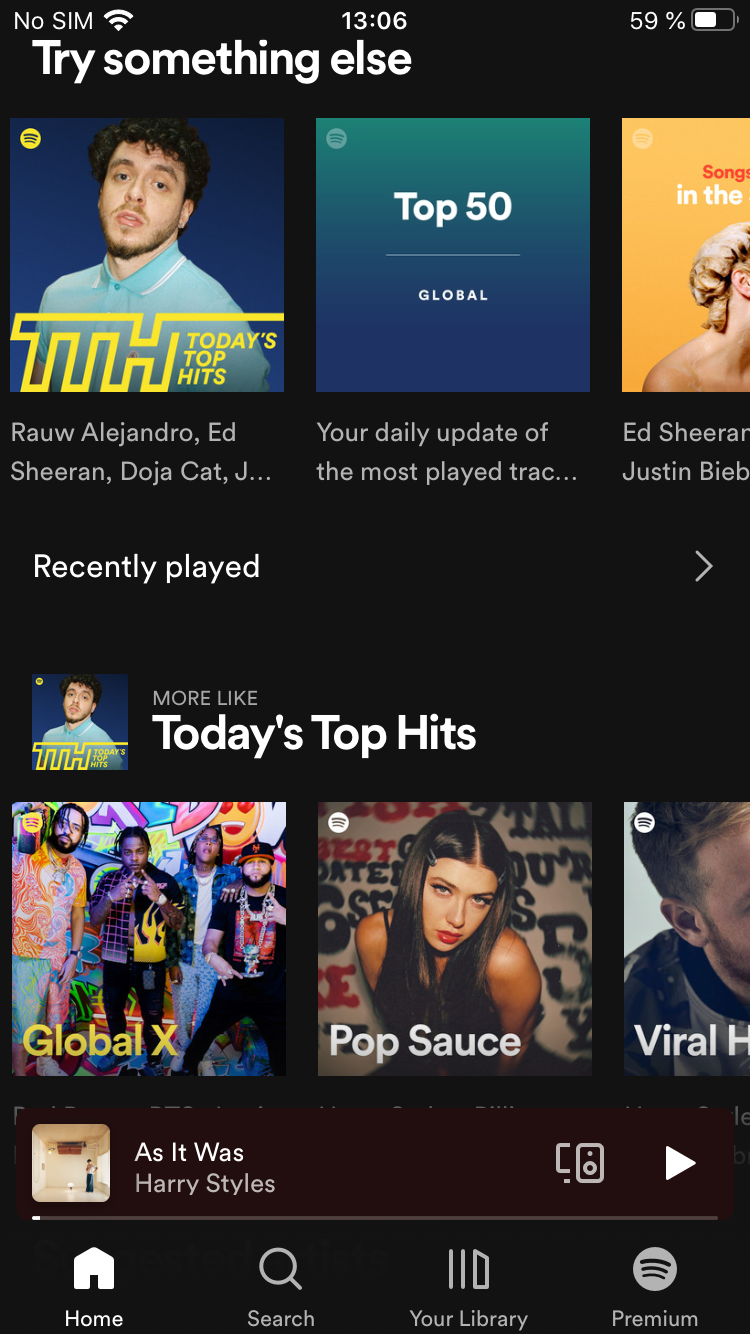 No SIM 13:06 59 %
Try something else
TTH TODAY'S
TOP
HITS
Top 50
GLOBAL
Songs
in the
Rauw Alejandro, Ed
Sheeran, Doja Cat, J...
Your daily update of
the most played trac...
Ed Sheeran
Justin Bieb
Recently played
MORE LIKE
Today's Top Hits
TTH TODAY'S
TOP
HITS
Global X
Pop Sauce
Viral H
As It Was
Harry Styles
Home
Search
Your Library
Premium